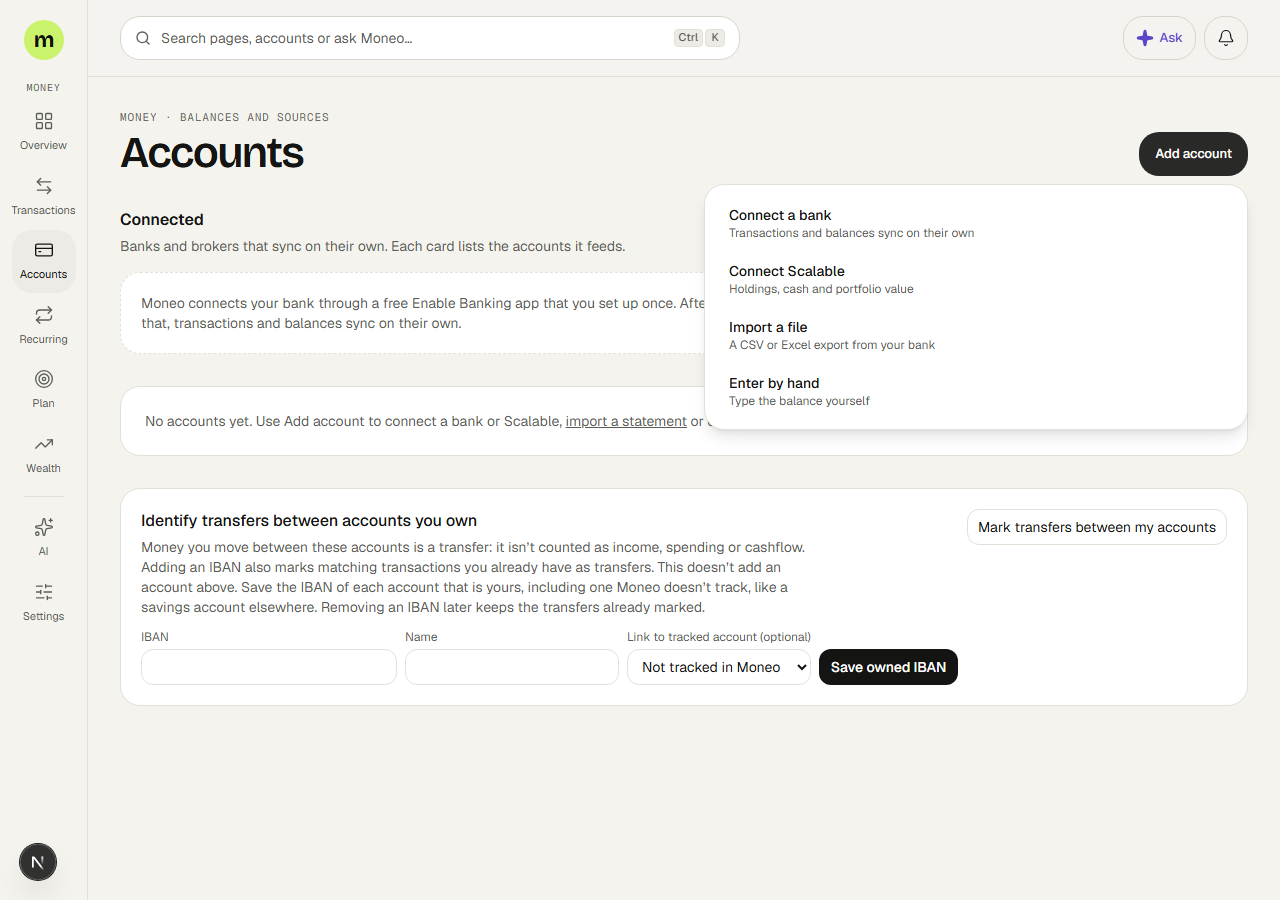 m
Search pages, accounts or ask Moneo...
Ctrl K
Ask
MONEY
Overview
Transactions
Accounts
Recurring
Plan
Wealth
AI
Settings
N
MONEY · BALANCES AND SOURCES
Accounts
Add account
Connect a bank
Transactions and balances sync on their own
Connect Scalable
Holdings, cash and portfolio value
Import a file
A CSV or Excel export from your bank
Enter by hand
Type the balance yourself
Connected
Banks and brokers that sync on their own. Each card lists the accounts it feeds.
Moneo connects your bank through a free Enable Banking app that you set up once. Afte
that, transactions and balances sync on their own.
No accounts yet. Use Add account to connect a bank or Scalable, import a statement or
Identify transfers between accounts you own
Mark transfers between my accounts
Money you move between these accounts is a transfer: it isn't counted as income, spending or cashflow.
Adding an IBAN also marks matching transactions you already have as transfers. This doesn't add an
account above. Save the IBAN of each account that is yours, including one Moneo doesn't track, like a
savings account elsewhere. Removing an IBAN later keeps the transfers already marked.
IBAN
Name
Link to tracked account (optional)
Not tracked in Moneo
Save owned IBAN